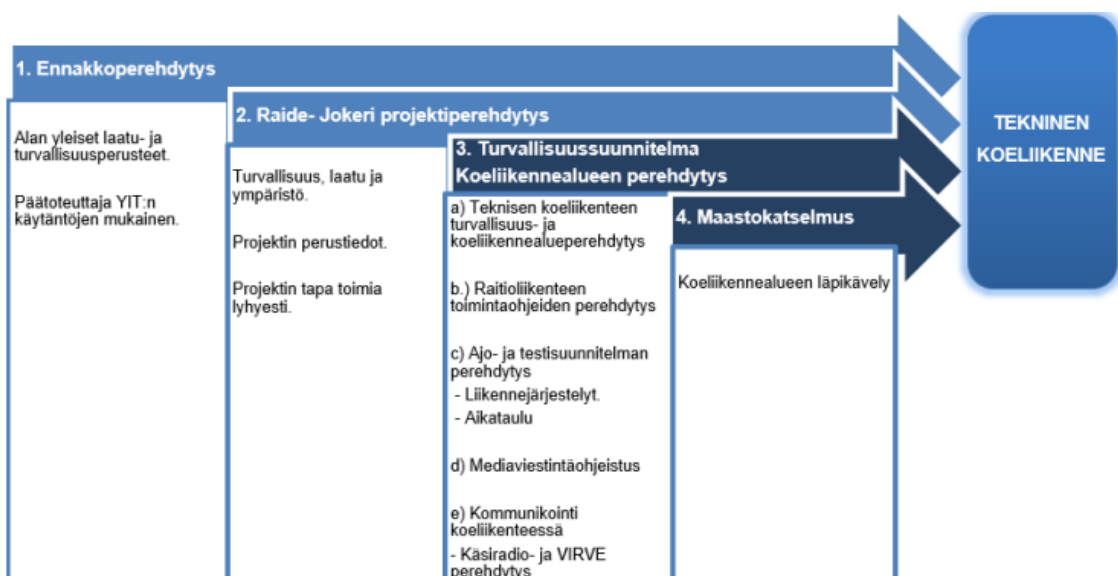 1. Ennakkoperehdytys
Alan yleiset laatu- ja
turvallisuusperusteet.
Päätoteuttaja YIT:n
käytäntöjen mukainen.
2. Raide- Jokeri projektiperehdytys
Turvallisuus, laatu ja
ympäristö.
Projektin perustiedot.
Projektin tapa toimia
lyhyesti.
3. Turvallisuussuunnitelma
Koeliikennealueen perehdytys
a) Teknisen koeliikenteen
turvallisuus- ja
koeliikennealueperehdytys
b.) Raitioliikenteen
toimintaohjeiden perehdytys
c) Ajo- ja testisuunnitelman
perehdytys
- Liikennejärjestelyt.
- Aikataulu
d) Mediaviestintäohjeistus
e) Kommunikointi
koeliikenteessä
- Käsiradio- ja VIRVE
perehdytys
4. Maastokatselmus
Koeliikennealueen läpikävely
TEKNINEN
KOELIIKENNE